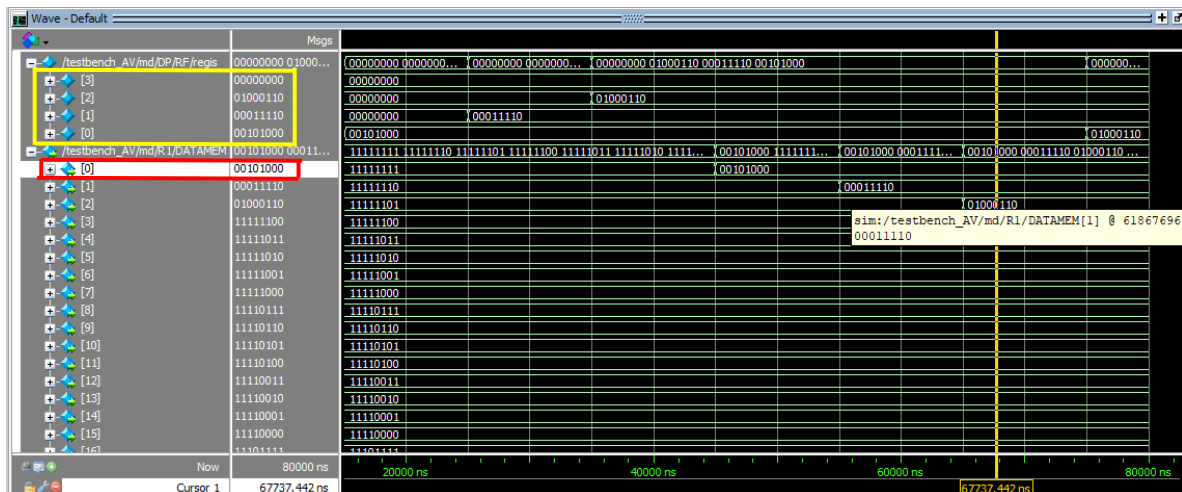 Wave - Default
Msgs
/testbench_AV/md/DP/RF/regis 00000000 01000... 00000000 0000000... 00000000 0000000... 00000000 01000110 00011110 00101000 000000...
[3] 00000000 00000000
[2] 01000110 00000000 01000110
[1] 00011110 00000000 00011110
[0] 00101000 00101000 01000110
/testbench_AV/md/R1/DATAMEM 00101000 00011... 11111111 11111110 11111101 11111100 11111011 11111010 1111... 00101000 1111111... 00101000 0001111... 00101000 00011110 01000110 ...
[0] 00101000 11111111 00101000
[1] 00011110 11111110 00011110
[2] 01000110 11111101 01000110
[3] 11111100 11111100
sim:/testbench_AV/md/R1/DATAMEM[1] @ 61867696
[4] 11111011 11111011
00011110
[5] 11111010 11111010
[6] 11111001 11111001
[7] 11111000 11111000
[8] 11110111 11110111
[9] 11110110 11110110
[10] 11110101 11110101
[11] 11110100 11110100
[12] 11110011 11110011
[13] 11110010 11110010
[14] 11110001 11110001
[15] 11110000 11110000
[16] 11101111 11101111
Now 80000 ns 20000 ns 40000 ns 60000 ns 80000 ns
Cursor 1 67737.442 ns 67737.442 ns